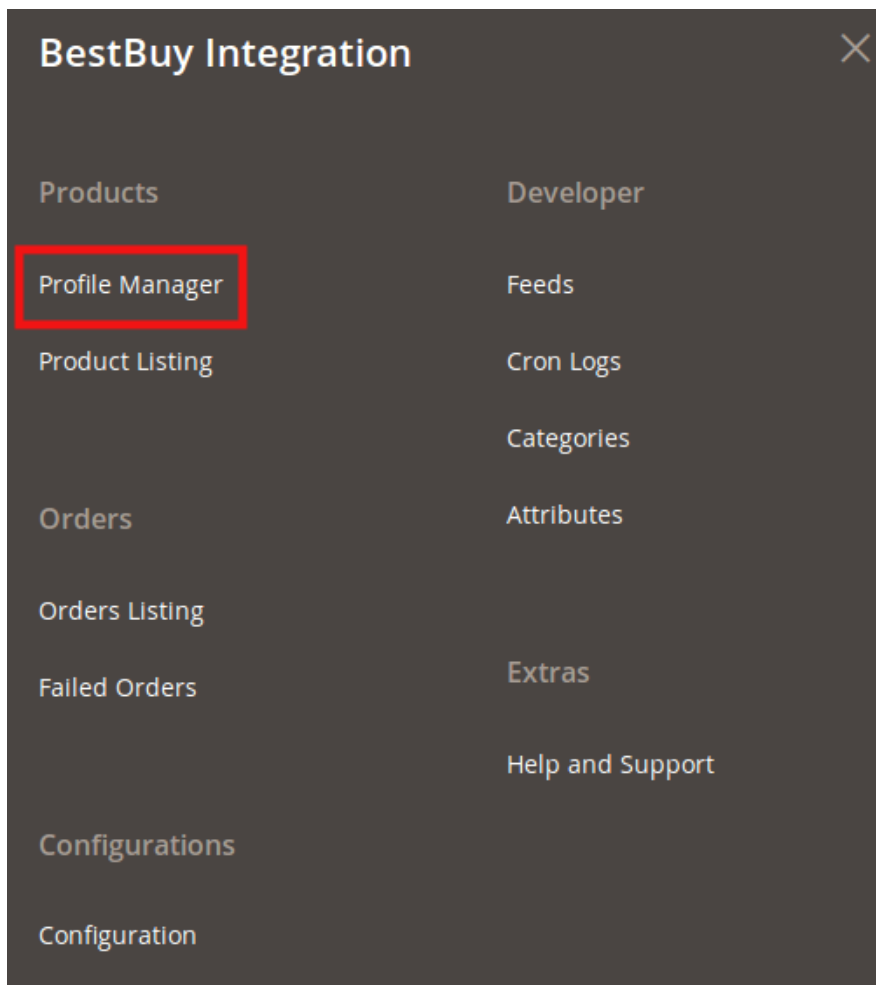 BestBuy Integration
Products
Profile Manager
Product Listing
Orders
Orders Listing
Failed Orders
Configurations
Configuration
Developer
Feeds
Cron Logs
Categories
Attributes
Extras
Help and Support